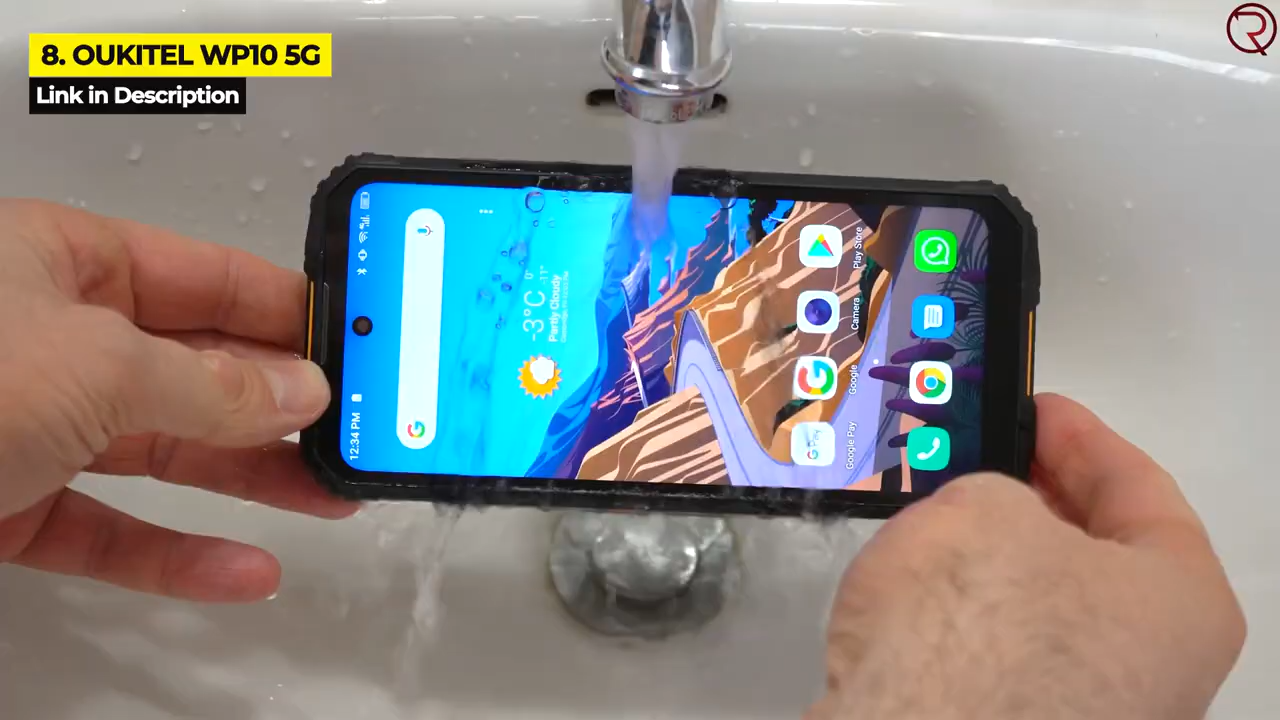 8. OUKITEL WP10 5G
Link in Description
12:34 PM
-3°C
Partly Cloudy
Play Store
Camera
Google
Google Pay
G Pay